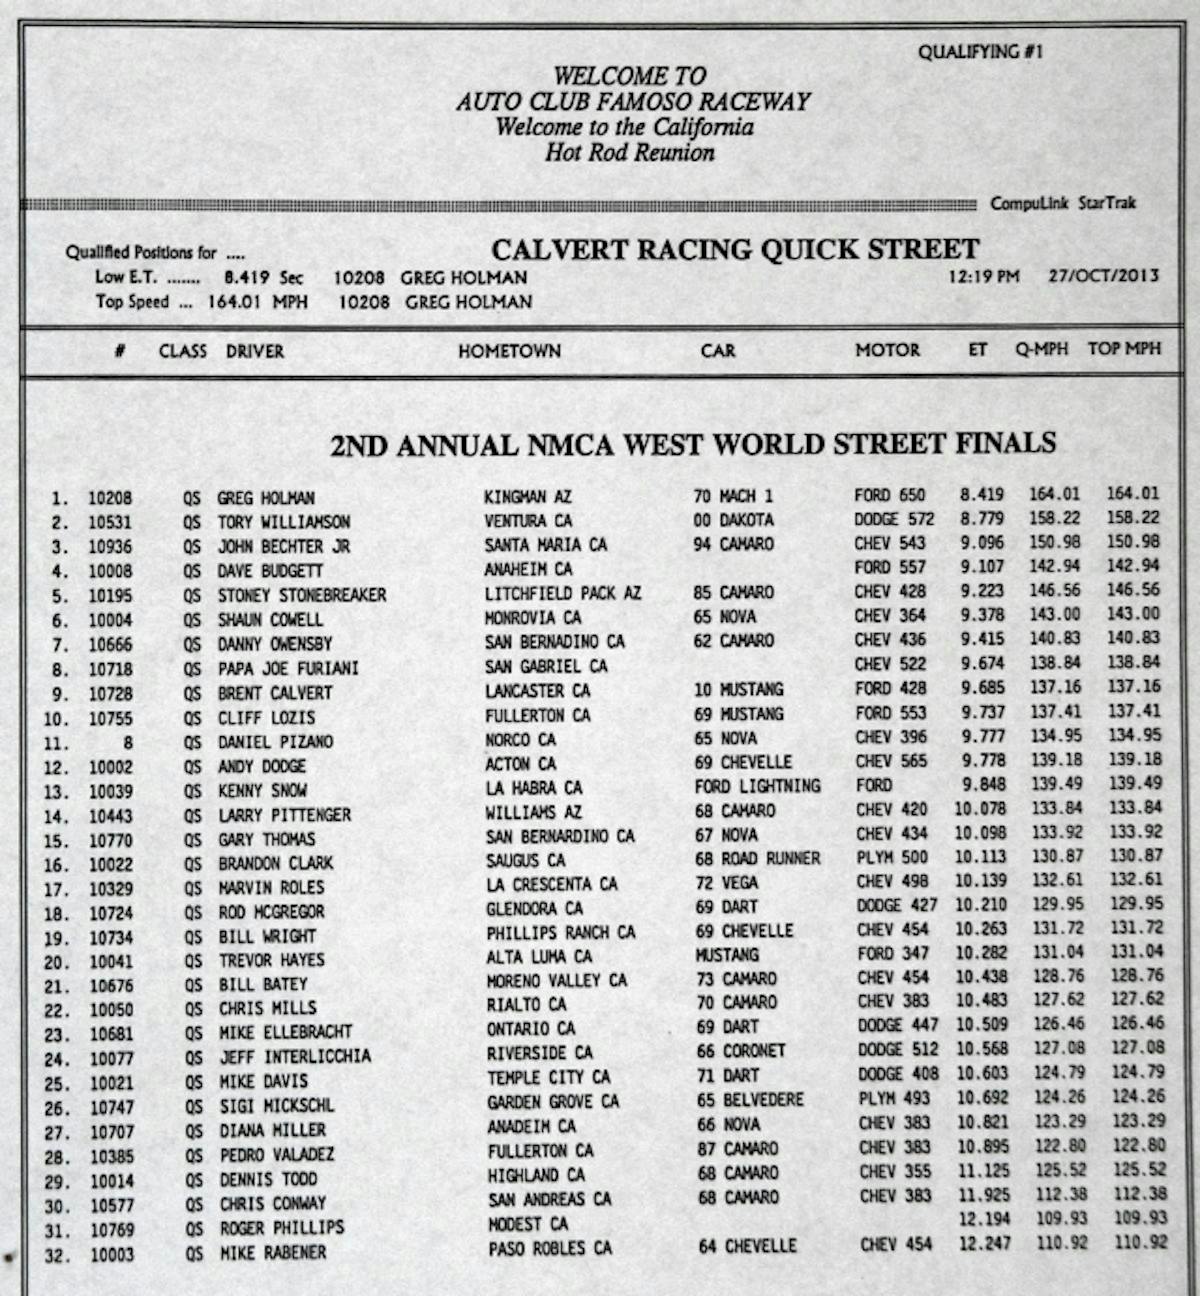 QUALIFYING #1
WELCOME TO
AUTO CLUB FAMOSO RACEWAY
Welcome to the California
Hot Rod Reunion
CompuLink StarTrak
Qualified Positions for .... CALVERT RACING QUICK STREET
Low E.T. ....... 8.419 Sec 10208 GREG HOLMAN 12:19 PM 27/OCT/2013
Top Speed ... 164.01 MPH 10208 GREG HOLMAN
# CLASS DRIVER HOMETOWN CAR MOTOR ET Q-MPH TOP MPH
2ND ANNUAL NMCA WEST WORLD STREET FINALS
1. 10208 QS GREG HOLMAN KINGMAN AZ 70 MACH 1 FORD 650 8.419 164.01 164.01
2. 10531 QS TORY WILLIAMSON VENTURA CA 00 DAKOTA DODGE 572 8.779 158.22 158.22
3. 10936 QS JOHN BECHTER JR SANTA MARIA CA 94 CAMARO CHEV 543 9.096 150.98 150.98
4. 10008 QS DAVE BUDGETT ANAHEIM CA FORD 557 9.107 142.94 142.94
5. 10195 QS STONEY STONEBREAKER LITCHFIELD PACK AZ 85 CAMARO CHEV 428 9.223 146.56 146.56
6. 10004 QS SHAUN COWELL MONROVIA CA 65 NOVA CHEV 364 9.378 143.00 143.00
7. 10666 QS DANNY OWENSBY SAN BERNADINO CA 62 CAMARO CHEV 436 9.415 140.83 140.83
8. 10718 QS PAPA JOE FURIANI SAN GABRIEL CA CHEV 522 9.674 138.84 138.84
9. 10728 QS BRENT CALVERT LANCASTER CA 10 MUSTANG FORD 428 9.685 137.16 137.16
10. 10755 QS CLIFF LOZIS FULLERTON CA 69 MUSTANG FORD 553 9.737 137.41 137.41
11. 8 QS DANIEL PIZANO NORCO CA 65 NOVA CHEV 396 9.777 134.95 134.95
12. 10002 QS ANDY DODGE ACTON CA 69 CHEVELLE CHEV 565 9.778 139.18 139.18
13. 10039 QS KENNY SNOW LA HABRA CA FORD LIGHTNING FORD 9.848 139.49 139.49
14. 10443 QS LARRY PITTENGER WILLIAMS AZ 68 CAMARO CHEV 420 10.078 133.84 133.84
15. 10770 QS GARY THOMAS SAN BERNARDINO CA 67 NOVA CHEV 434 10.098 133.92 133.92
16. 10022 QS BRANDON CLARK SAUGUS CA 68 ROAD RUNNER PLYM 500 10.113 130.87 130.87
17. 10329 QS MARVIN ROLES LA CRESCENTA CA 72 VEGA CHEV 498 10.139 132.61 132.61
18. 10724 QS ROD MCGREGOR GLENDORA CA 69 DART DODGE 427 10.210 129.95 129.95
19. 10734 QS BILL WRIGHT PHILLIPS RANCH CA 69 CHEVELLE CHEV 454 10.263 131.72 131.72
20. 10041 QS TREVOR HAYES ALTA LUMA CA MUSTANG FORD 347 10.282 131.04 131.04
21. 10676 QS BILL BATEY MORENO VALLEY CA 73 CAMARO CHEV 454 10.438 128.76 128.76
22. 10050 QS CHRIS MILLS RIALTO CA 70 CAMARO CHEV 383 10.483 127.62 127.62
23. 10681 QS MIKE ELLEBRACHT ONTARIO CA 69 DART DODGE 447 10.509 126.46 126.46
24. 10077 QS JEFF INTERLICCHIA RIVERSIDE CA 66 CORONET DODGE 512 10.568 127.08 127.08
25. 10021 QS MIKE DAVIS TEMPLE CITY CA 71 DART DODGE 408 10.603 124.79 124.79
26. 10747 QS SIGI MICKSCHL GARDEN GROVE CA 65 BELVEDERE PLYM 493 10.692 124.26 124.26
27. 10707 QS DIANA MILLER ANADEIM CA 66 NOVA CHEV 383 10.821 123.29 123.29
28. 10385 QS PEDRO VALADEZ FULLERTON CA 87 CAMARO CHEV 383 10.895 122.80 122.80
29. 10014 QS DENNIS TODD HIGHLAND CA 68 CAMARO CHEV 355 11.125 125.52 125.52
30. 10577 QS CHRIS CONWAY SAN ANDREAS CA 68 CAMARO CHEV 383 11.925 112.38 112.38
31. 10769 QS ROGER PHILLIPS MODEST CA 12.194 109.93 109.93
32. 10003 QS MIKE RABENER PASO ROBLES CA 64 CHEVELLE CHEV 454 12.247 110.92 110.92